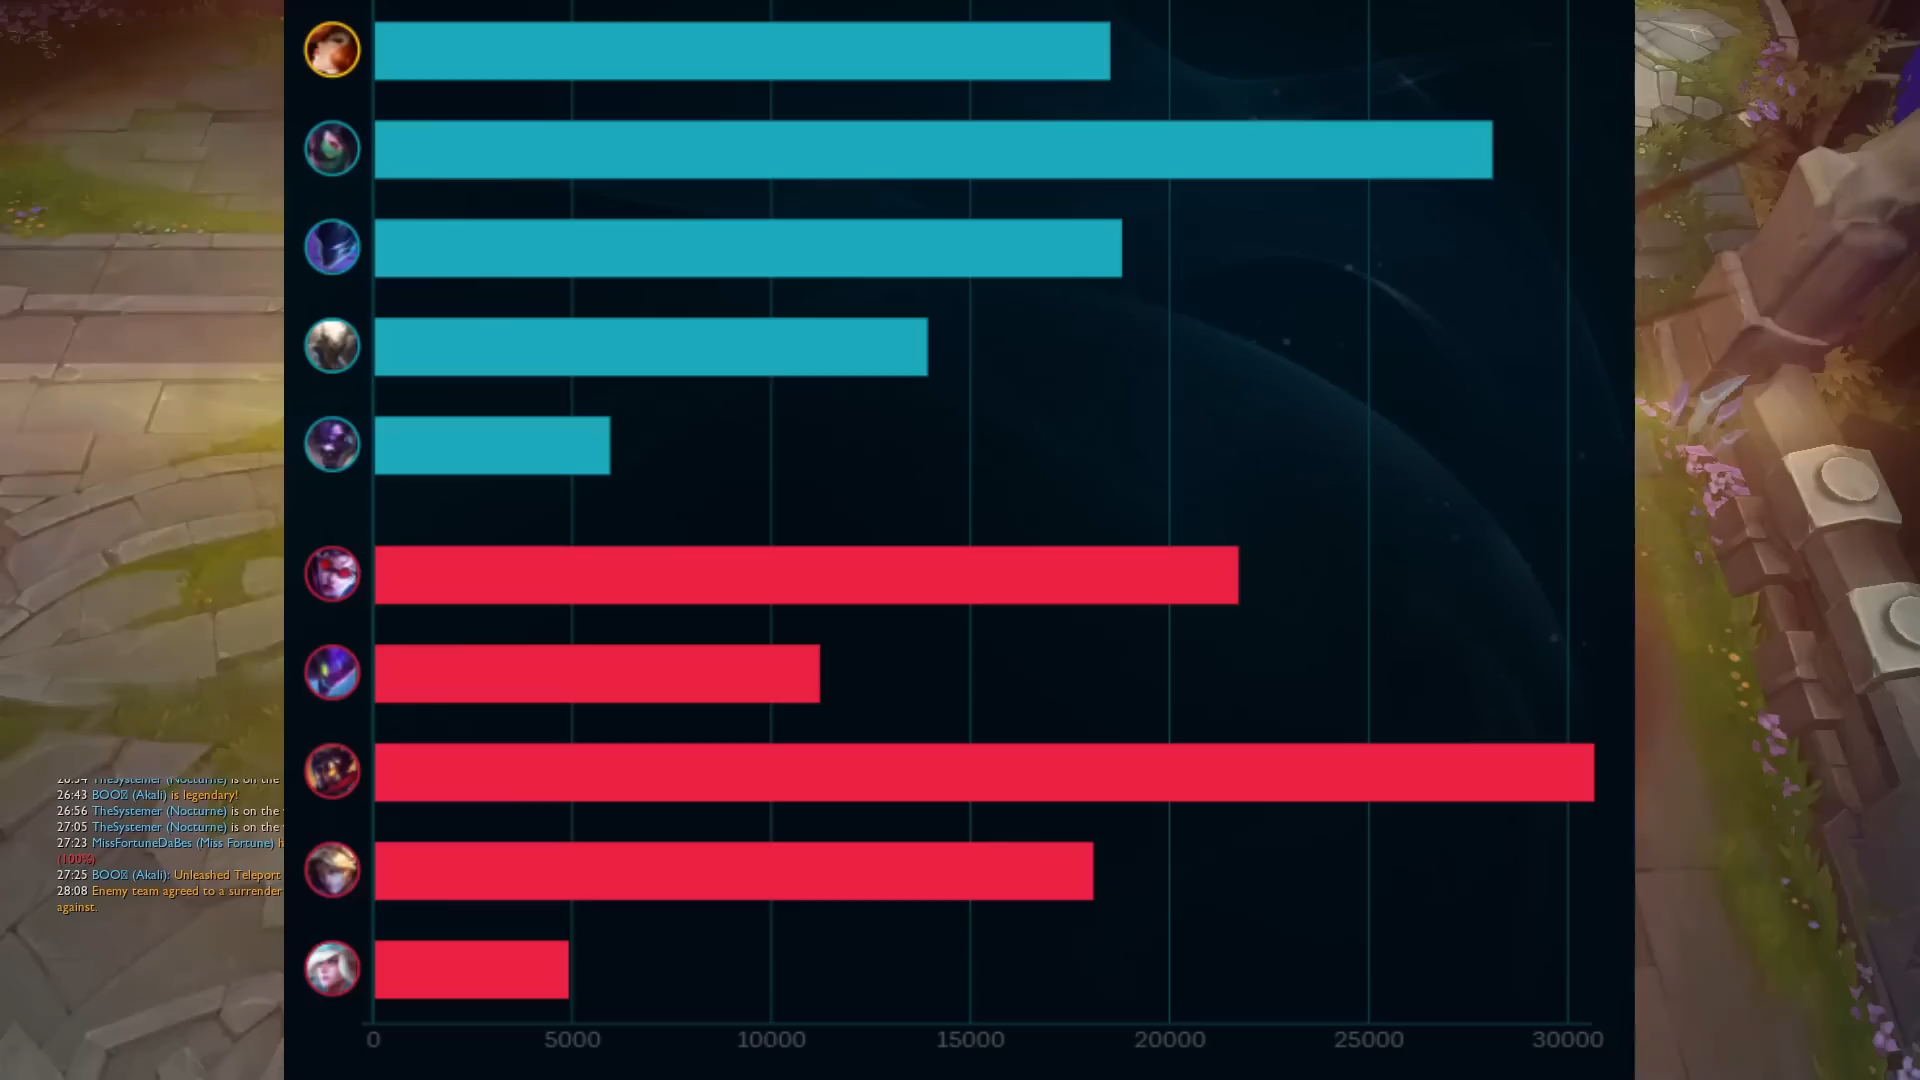 26:43 BOO (Akali) is legendary!
26:56 TheSystemer (Nocturne) is on the
27:05 TheSystemer (Nocturne) is on the
27:23 MissFortuneDaBes (Miss Fortune)
(100%)
27:25 BOO (Akali): Unleashed Teleport
28:08 Enemy team agreed to a surrender
against.
0 5000 10000 15000 20000 25000 30000